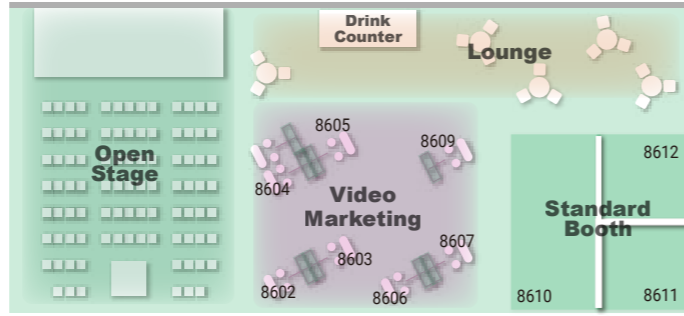 Drink
Counter
Lounge
8605
8609
8612
Open
Stage
8604
Video
Marketing
Standard
Booth
8607
8603
8602
8606
8610
8611